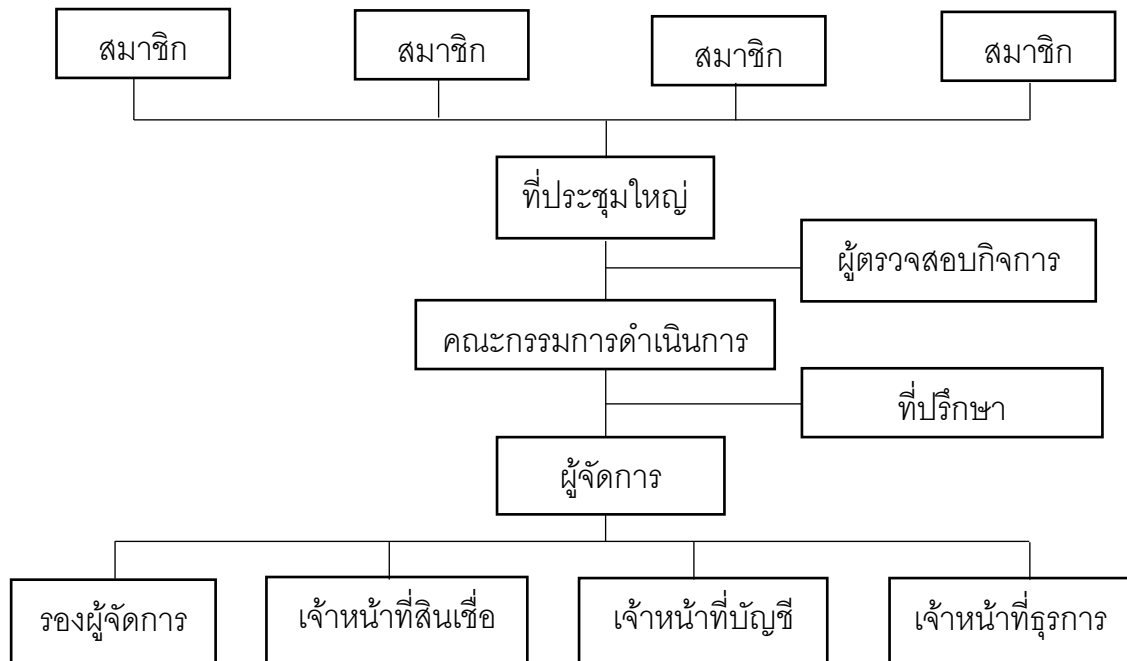 สมาชิก
สมาชิก
สมาชิก
สมาชิก
ที่ประชุมใหญ่
ผู้ตรวจสอบกิจการ
คณะกรรมการดำเนินการ
ที่ปรึกษา
ผู้จัดการ
รองผู้จัดการ
เจ้าหน้าที่สินเชื่อ
เจ้าหน้าที่บัญชี
เจ้าหน้าที่ธุรการ